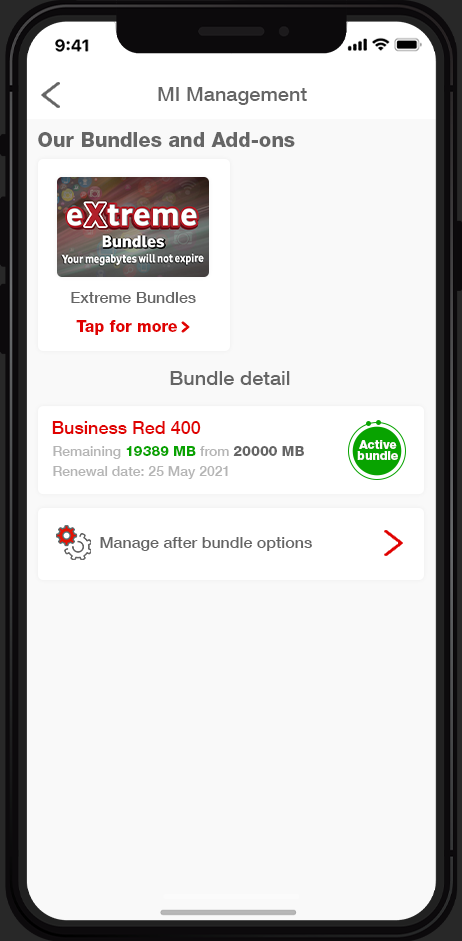 9:41
MI Management
Our Bundles and Add-ons
eXtreme
Bundles
Your megabytes will not expire
Extreme Bundles
Tap for more
Bundle detail
Business Red 400
Remaining 19389 MB from 20000 MB
Renewal date: 25 May 2021
Active
bundle
Manage after bundle options